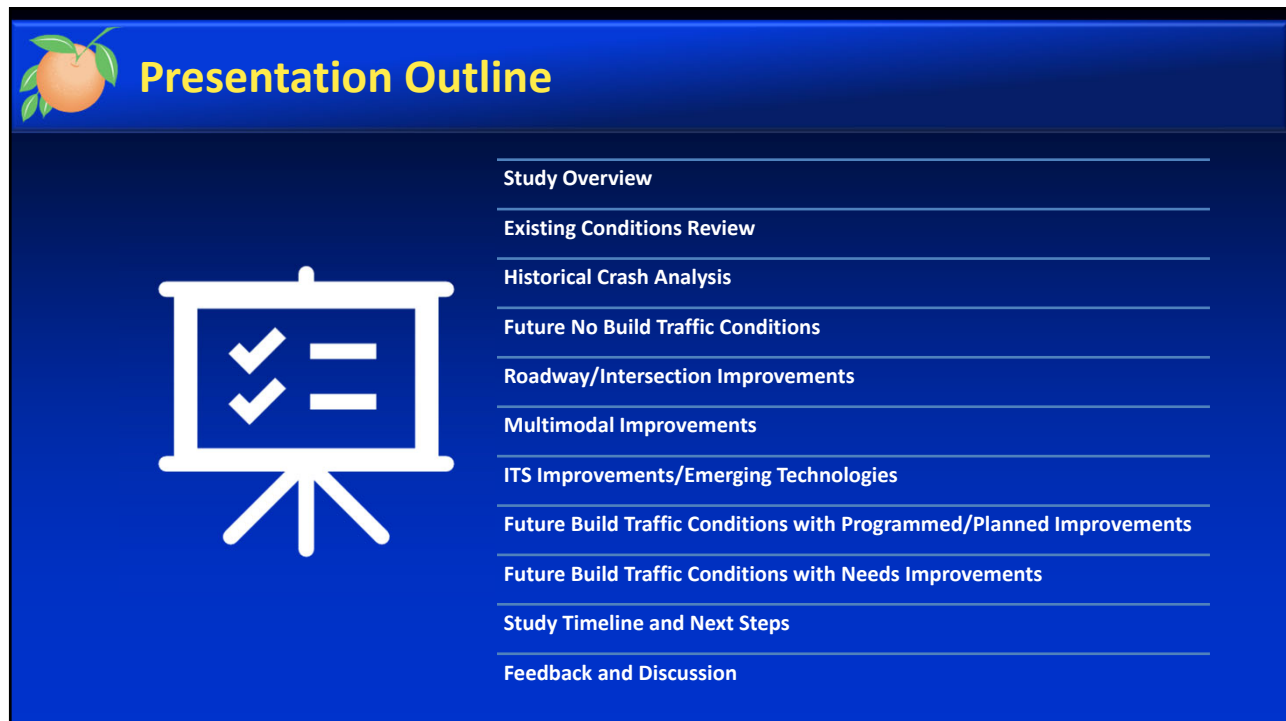 Presentation Outline
Study Overview
Existing Conditions Review
Historical Crash Analysis
Future No Build Traffic Conditions
Roadway/Intersection Improvements
Multimodal Improvements
ITS Improvements/Emerging Technologies
Future Build Traffic Conditions with Programmed/Planned Improvements
Future Build Traffic Conditions with Needs Improvements
Study Timeline and Next Steps
Feedback and Discussion